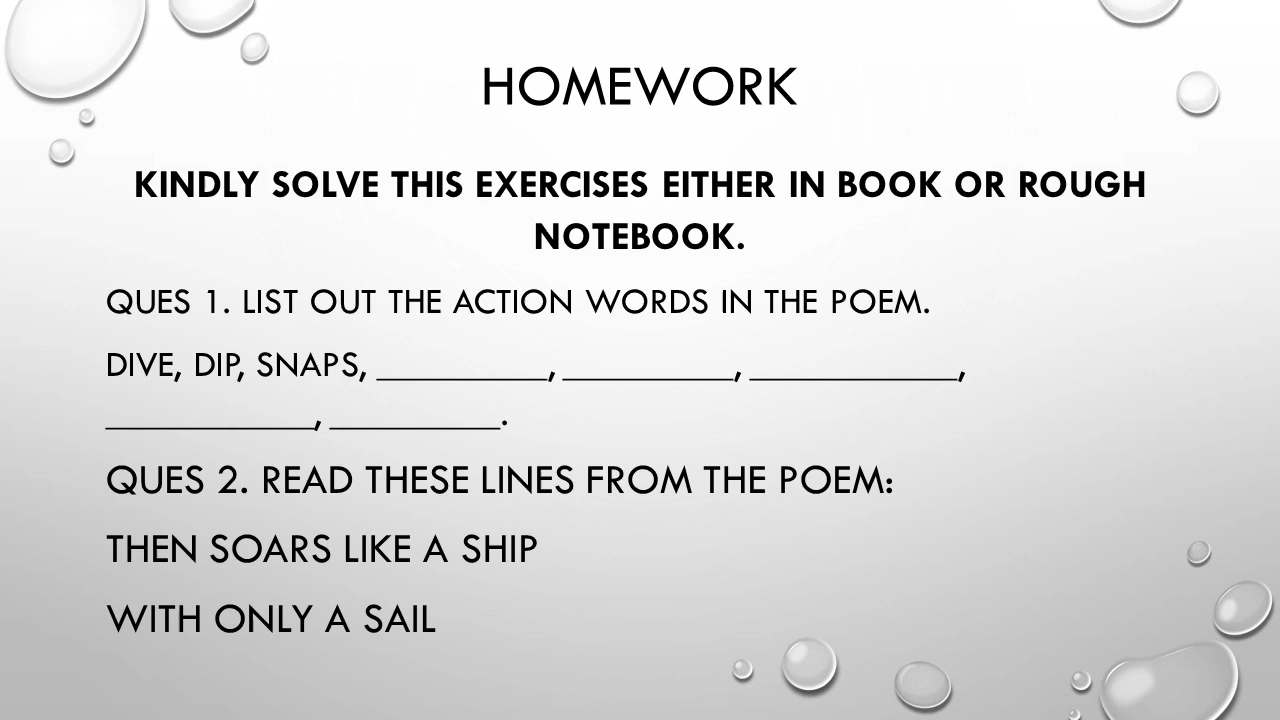 HOMEWORK
KINDLY SOLVE THIS EXERCISES EITHER IN BOOK OR ROUGH
NOTEBOOK.
QUES 1. LIST OUT THE ACTION WORDS IN THE POEM.
DIVE, DIP, SNAPS, __________, __________, ____________,
____________, __________.
QUES 2. READ THESE LINES FROM THE POEM:
THEN SOARS LIKE A SHIP
WITH ONLY A SAIL